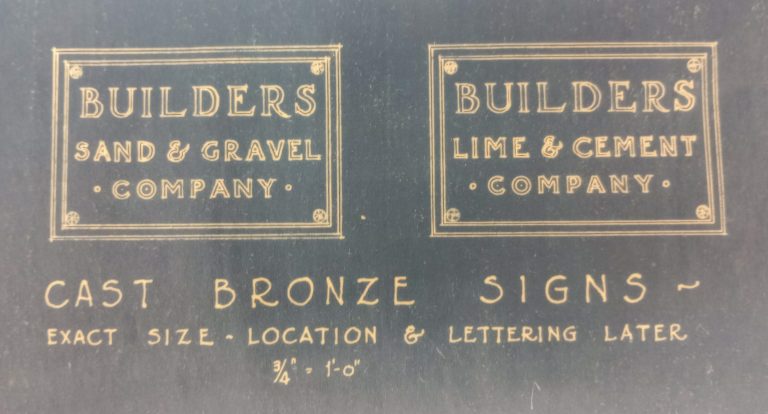 BUILDERS
SAND & GRAVEL
· COMPANY ·
BUILDERS
LIME & CEMENT
· COMPANY ·
CAST BRONZE SIGNS ~
EXACT SIZE ~ LOCATION & LETTERING LATER
3/4" = 1'-0"